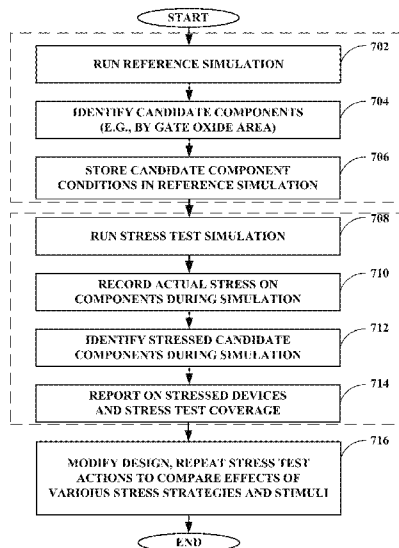 START
702
RUN REFERENCE SIMULATION
704
IDENTIFY CANDIDATE COMPONENTS
(E.G., BY GATE OXIDE AREA)
706
STORE CANDIDATE COMPONENT
CONDITIONS IN REFERENCE SIMULATION
708
RUN STRESS TEST SIMULATION
710
RECORD ACTUAL STRESS ON
COMPONENTS DURING SIMULATION
712
IDENTIFY STRESSED CANDIDATE
COMPONENTS DURING SIMULATION
714
REPORT ON STRESSED DEVICES
AND STRESS TEST COVERAGE
716
MODIFY DESIGN, REPEAT STRESS TEST
ACTIONS TO COMPARE EFFECTS OF
VARIOIUS STRESS STRATEGIES AND STIMULI
END